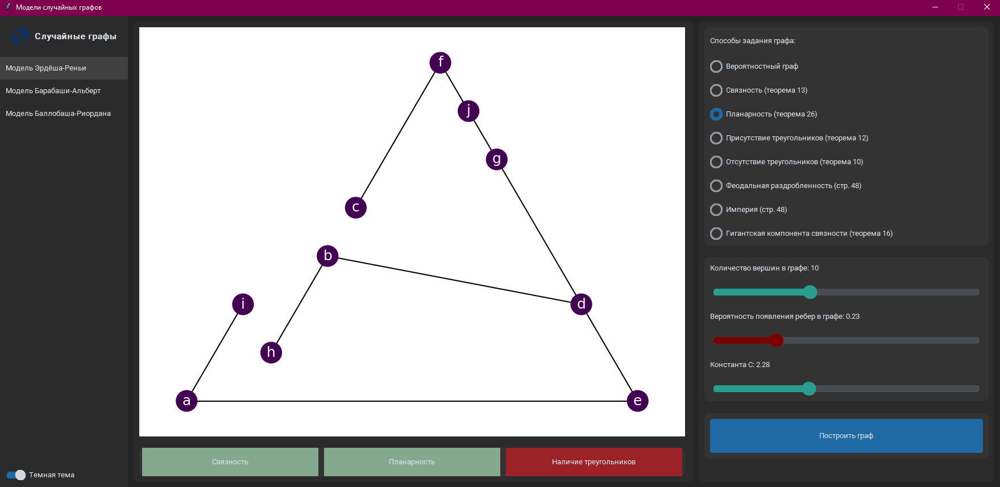 Модели случайных графов
Случайные графы
Модель Эрдёша-Реньи
Модель Барабаши-Альберт
Модель Баллобаша-Риордана
Темная тема
f
j
g
c
b
i
d
h
a
e
Связность
Планарность
Наличие треугольников
Способы задания графа:
Вероятностный граф
Связность (теорема 13)
Планарность (теорема 26)
Присутствие треугольников (теорема 12)
Отсутствие треугольников (теорема 10)
Феодальная раздробленность (стр. 48)
Империя (стр. 48)
Гигантская компонента связности (теорема 16)
Количество вершин в графе: 10
Вероятность появления ребер в графе: 0.23
Константа С: 2.28
Построить граф